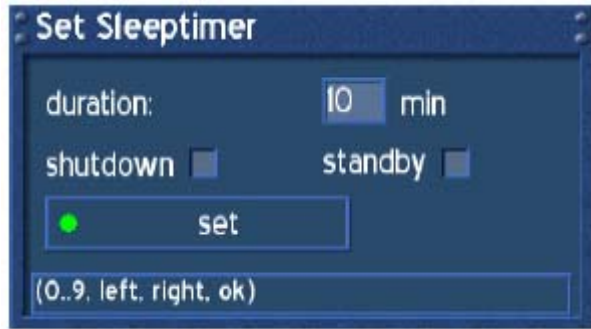 Set Sleeptimer
duration: 10 min
shutdown standby
set
(0..9, left, right, ok)